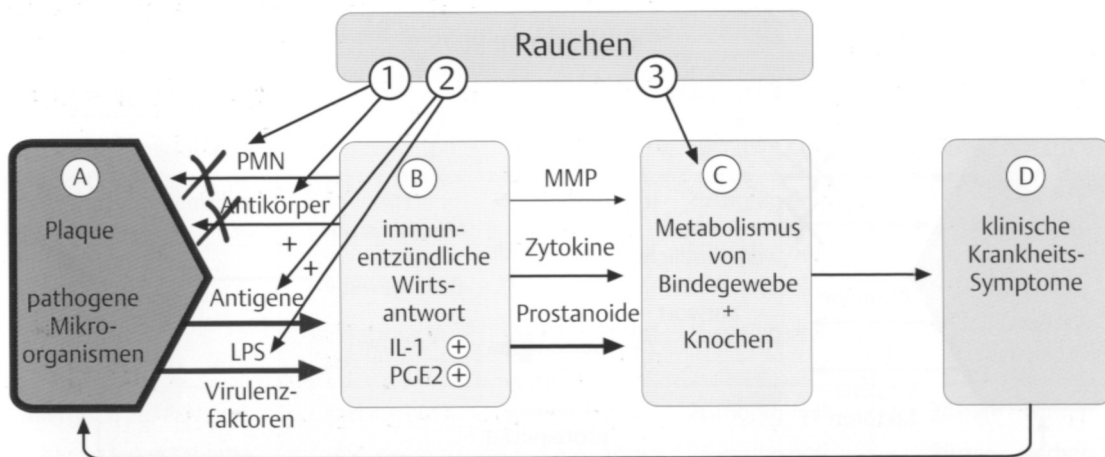 Rauchen
1
2
3
A
Plaque
pathogene
Mikro-
organismen
PMN
Antikörper
+
+
Antigene
LPS
Virulenz-
faktoren
B
immun-
entzündliche
Wirts-
antwort
IL-1 +
PGE2 +
MMP
Zytokine
Prostanoide
C
Metabolismus
von
Bindegewebe
+
Knochen
D
klinische
Krankheits-
Symptome